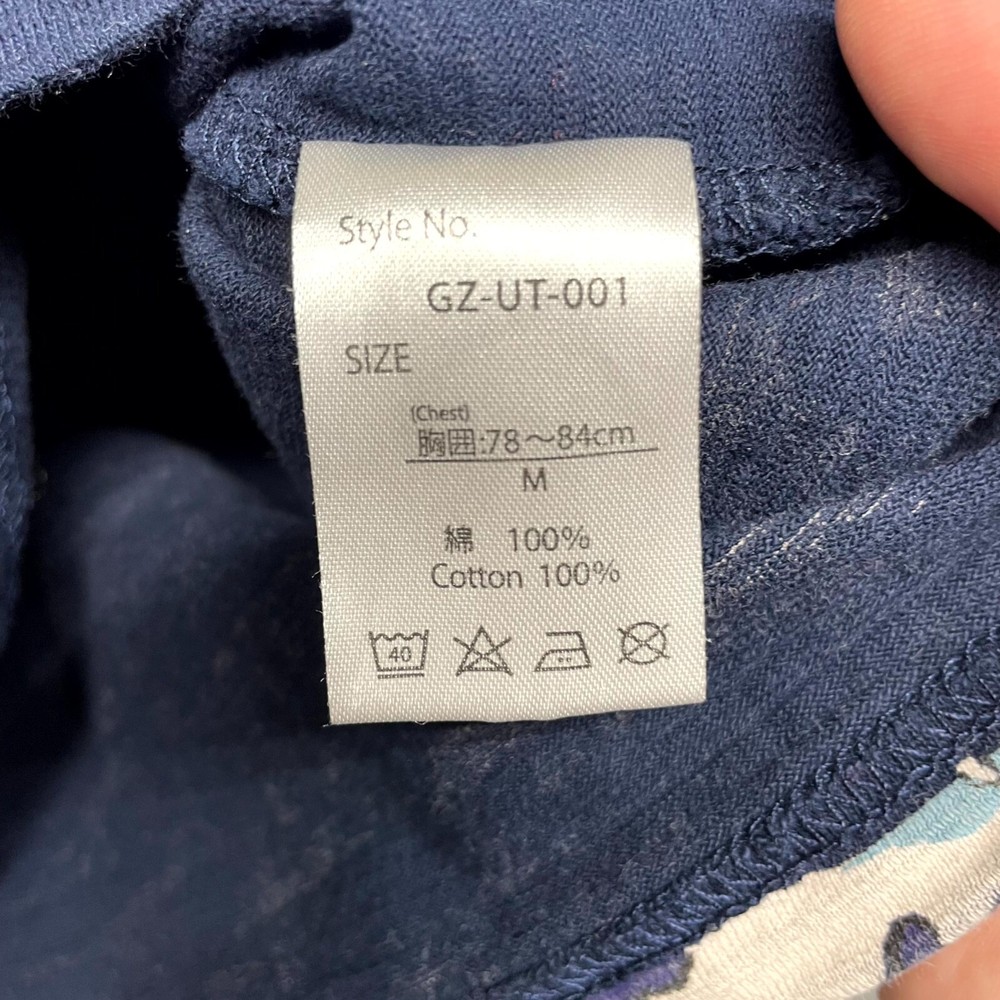 Style No.
GZ-UT-001
SIZE
(Chest)
胸囲:78～84cm
M
綿 100%
Cotton 100%
40